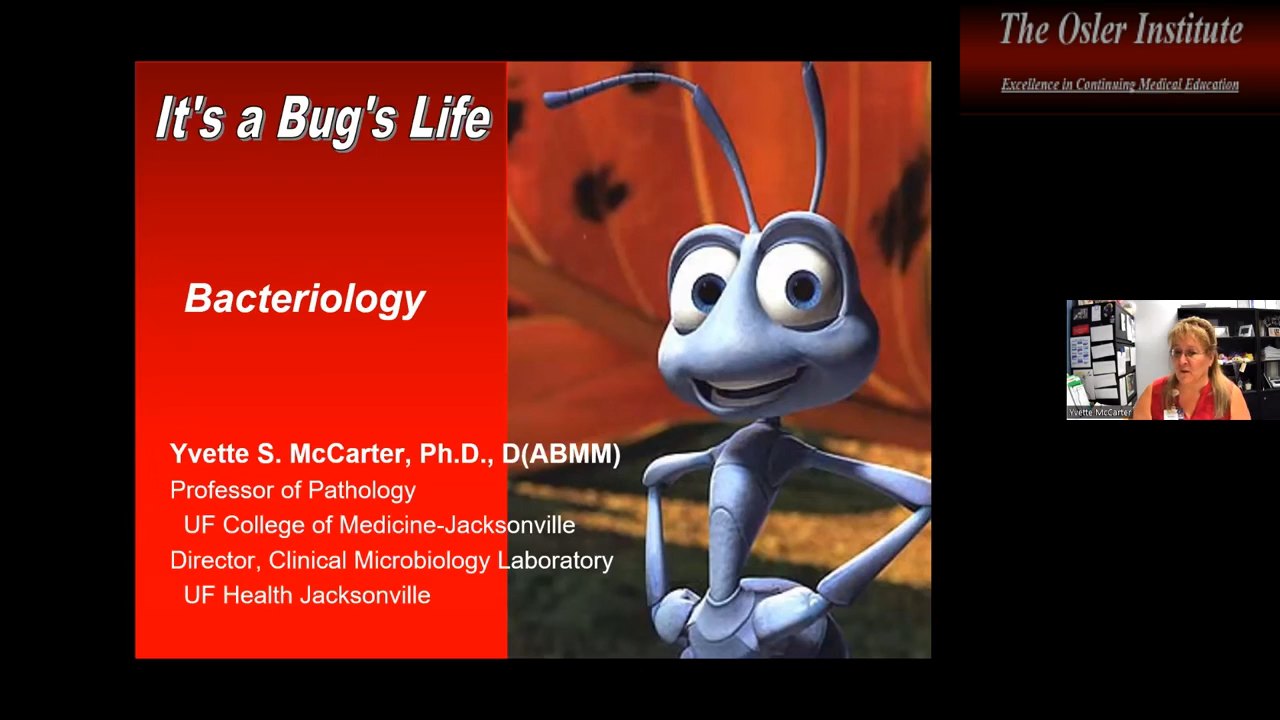 The Osler Institute
Excellence in Continuing Medical Education
It's a Bug's Life
Bacteriology
Yvette S. McCarter, Ph.D., D(ABMM)
Professor of Pathology
UF College of Medicine-Jacksonville
Director, Clinical Microbiology Laboratory
UF Health Jacksonville
Yvette McCarter